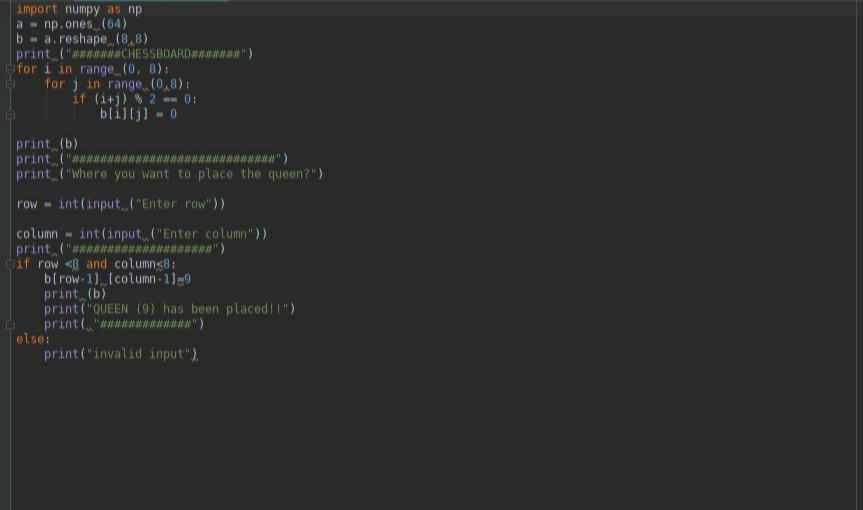 import numpy as np
a = np.ones (64)
b = a.reshape (8,8)
print ("#######CHESSBOARD#######")
for i in range (0, 8):
    for j in range (0,8):
        if (i+j) % 2 == 0:
            b[i][j] = 0
print (b)
print ("#############################")
print ("Where you want to place the queen?")
row = int(input ("Enter row"))
column = int(input ("Enter column"))
print ("####################")
if row <8 and column<8:
    b[row-1] [column-1]=9
    print (b)
    print("QUEEN (9) has been placed!!")
    print( "#############")
else:
    print("invalid input")